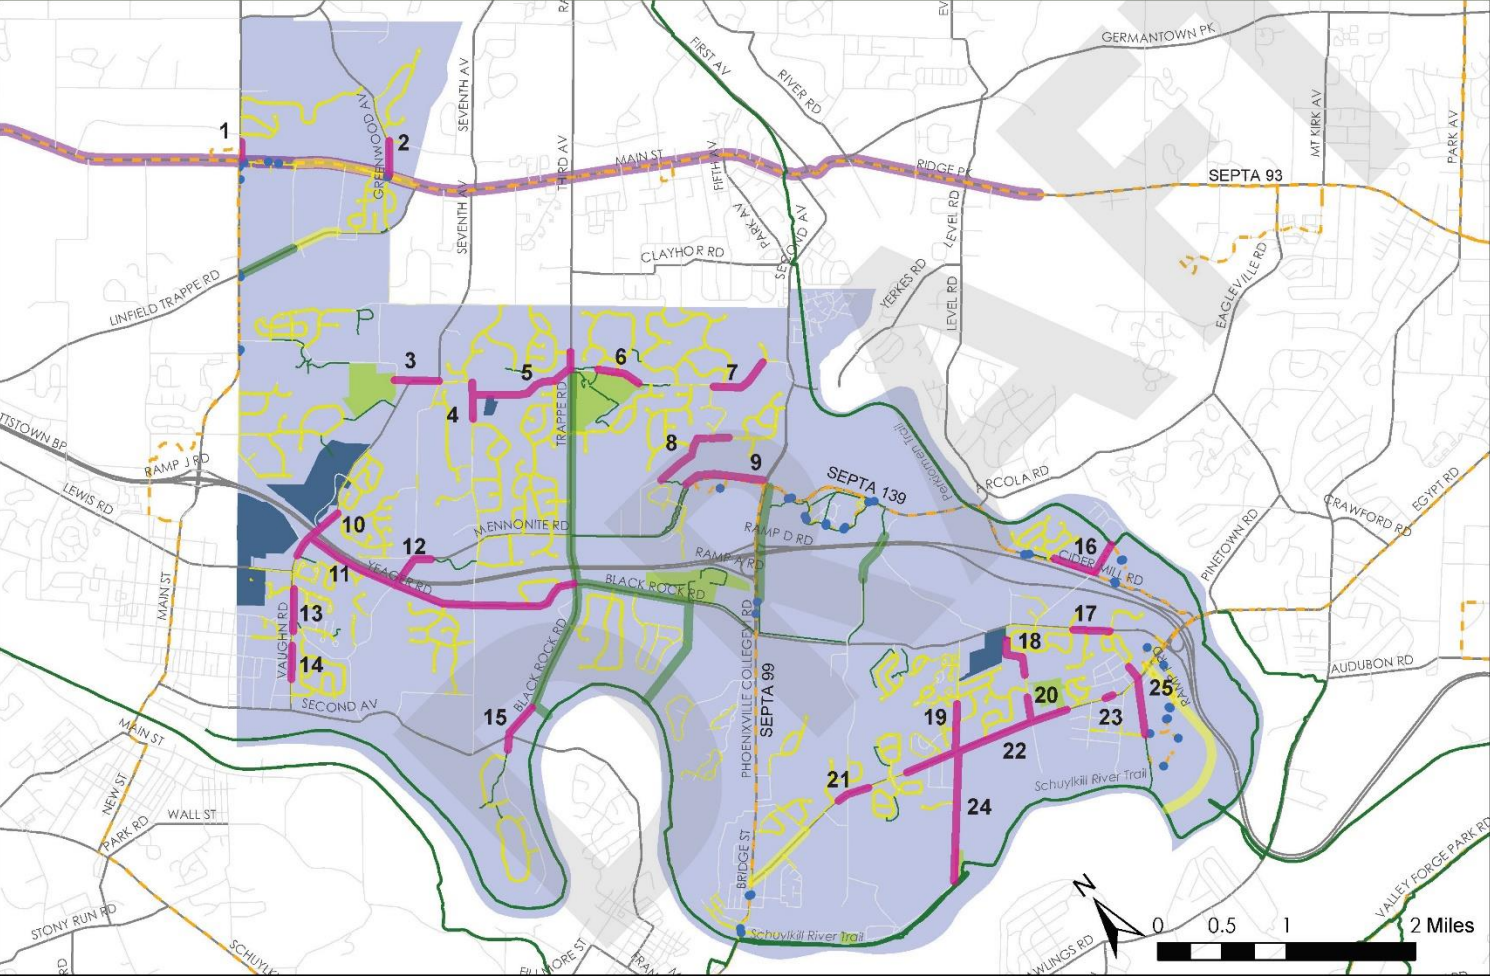 GERMANTOWN PK
FIRST AV
RIVER RD
SEVENTH AV
GREENWOOD AV
MT KIRK AV
PARK AV
1
2
THIRD AV
MAIN ST
FIFTH AV
RIDGE PK
SEPTA 93
SEVENTH AV
PARK AV
SECOND AV
LEVEL RD
CLAYHOR RD
YERKES RD
EAGLEVILLE RD
LINFIELD TRAPPE RD
LEVEL RD
3
4
5
6
7
TRAPPE RD
8
9
TTSTOWN BP
RAMP J RD
LEWIS RD
SEPTA 139
Perkiomen Trail
ARCOLA RD
EGYPT RD
CRAWFORD RD
PINETOWN RD
10
MENNONITE RD
RAMP D RD
RAMP A RD
12
11
YEAGER RD
BLACK ROCK RD
16
CIDER MILL RD
MAIN ST
VAUGHN RD
13
14
17
18
PHOENIXVILLE COLLEGEV RD
BLACK ROCK RD
SEPTA 99
AUDUBON RD
SECOND AV
15
19
20
23
25
RAMP
22
MAIN ST
NEW ST
21
24
Schuylkill River Trail
WALL ST
PARK RD
BRIDGE ST
VALLEY FORGE PARK RD
STONY RUN RD
SCHUYLK
FILLMORE ST
Schuylkill River Trail
AWLINGS RD
N
0 0.5 1 2 Miles
DRAFT